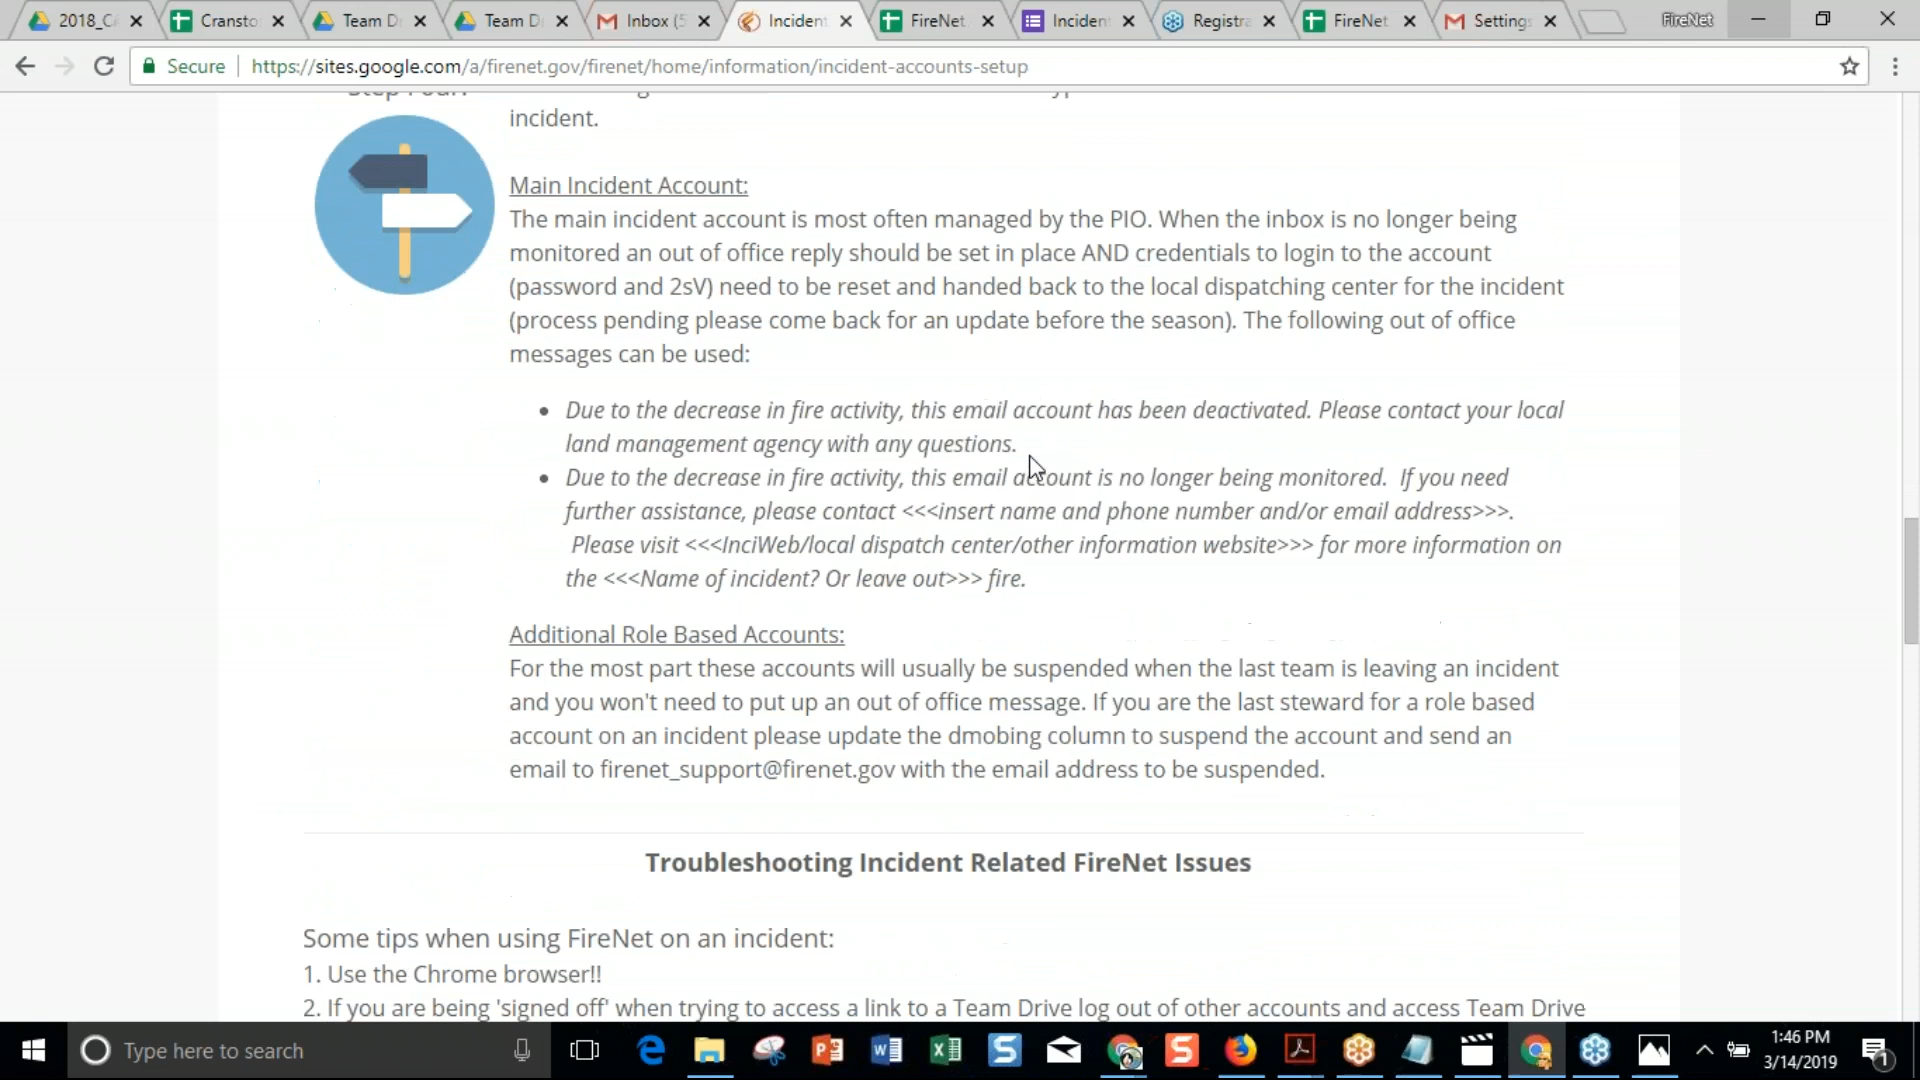 2018_CA
Cransto
Team D
Team D
Inbox (5
Incident
FireNet
Inciden
Registra
FireNet
Settings
FireNet
Secure
https://sites.google.com/a/firenet.gov/firenet/home/information/incident-accounts-setup
Step Four:
incident.
Main Incident Account:
The main incident account is most often managed by the PIO. When the inbox is no longer being
monitored an out of office reply should be set in place AND credentials to login to the account
(password and 2sV) need to be reset and handed back to the local dispatching center for the incident
(process pending please come back for an update before the season). The following out of office
messages can be used:
• Due to the decrease in fire activity, this email account has been deactivated. Please contact your local
land management agency with any questions.
• Due to the decrease in fire activity, this email account is no longer being monitored.  If you need
further assistance, please contact <<<insert name and phone number and/or email address>>>.
Please visit <<<InciWeb/local dispatch center/other information website>>> for more information on
the <<<Name of incident? Or leave out>>> fire.
Additional Role Based Accounts:
For the most part these accounts will usually be suspended when the last team is leaving an incident
and you won't need to put up an out of office message. If you are the last steward for a role based
account on an incident please update the dmobing column to suspend the account and send an
email to firenet_support@firenet.gov with the email address to be suspended.
Troubleshooting Incident Related FireNet Issues
Some tips when using FireNet on an incident:
1. Use the Chrome browser!!
2. If you are being 'signed off' when trying to access a link to a Team Drive log out of other accounts and access Team Drive
Type here to search
1:46 PM
3/14/2019
1